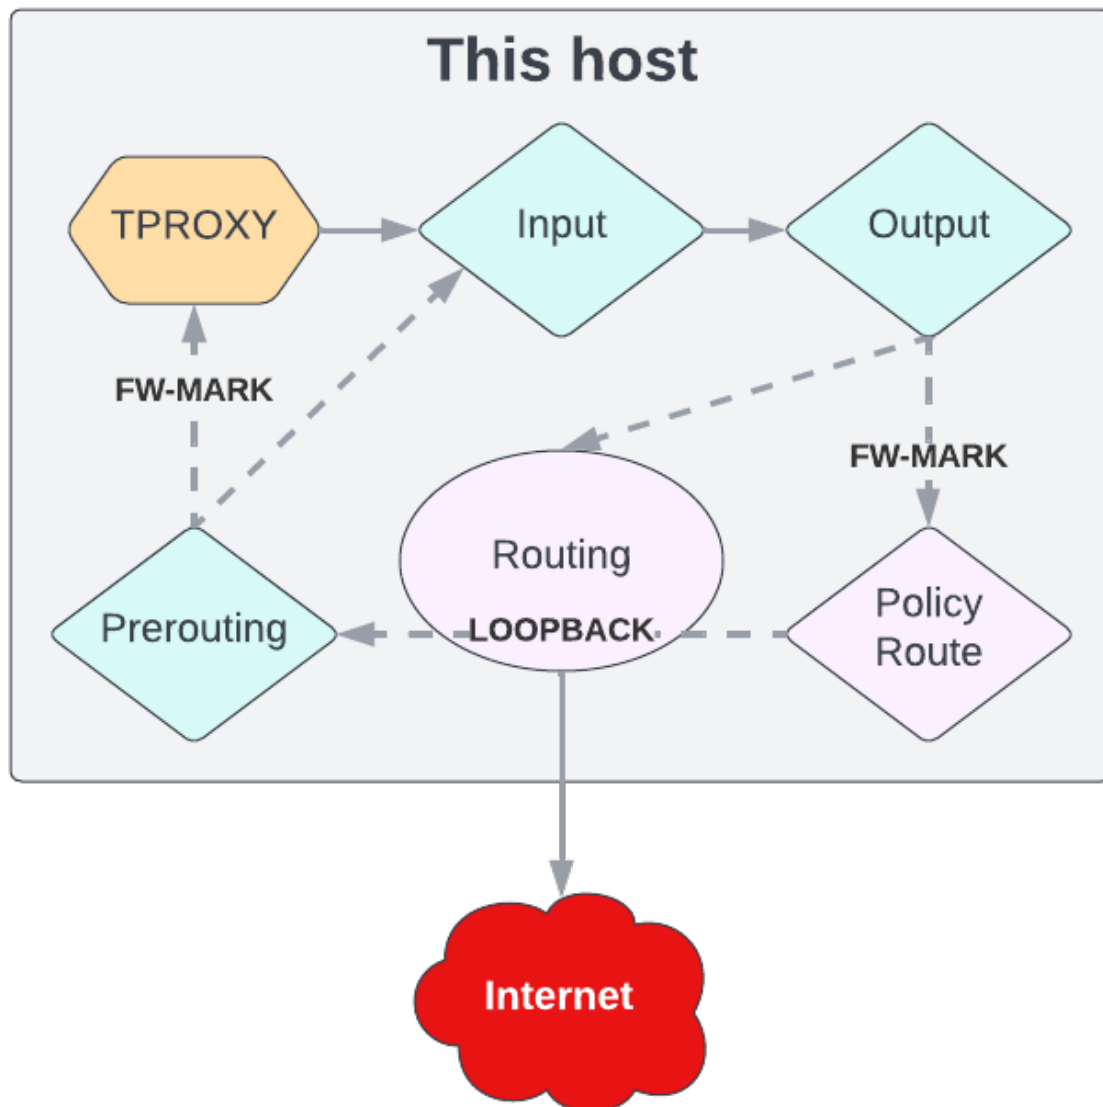 This host
TPROXY
Input
Output
FW-MARK
FW-MARK
Routing
Prerouting
LOOPBACK
Policy
Route
Internet